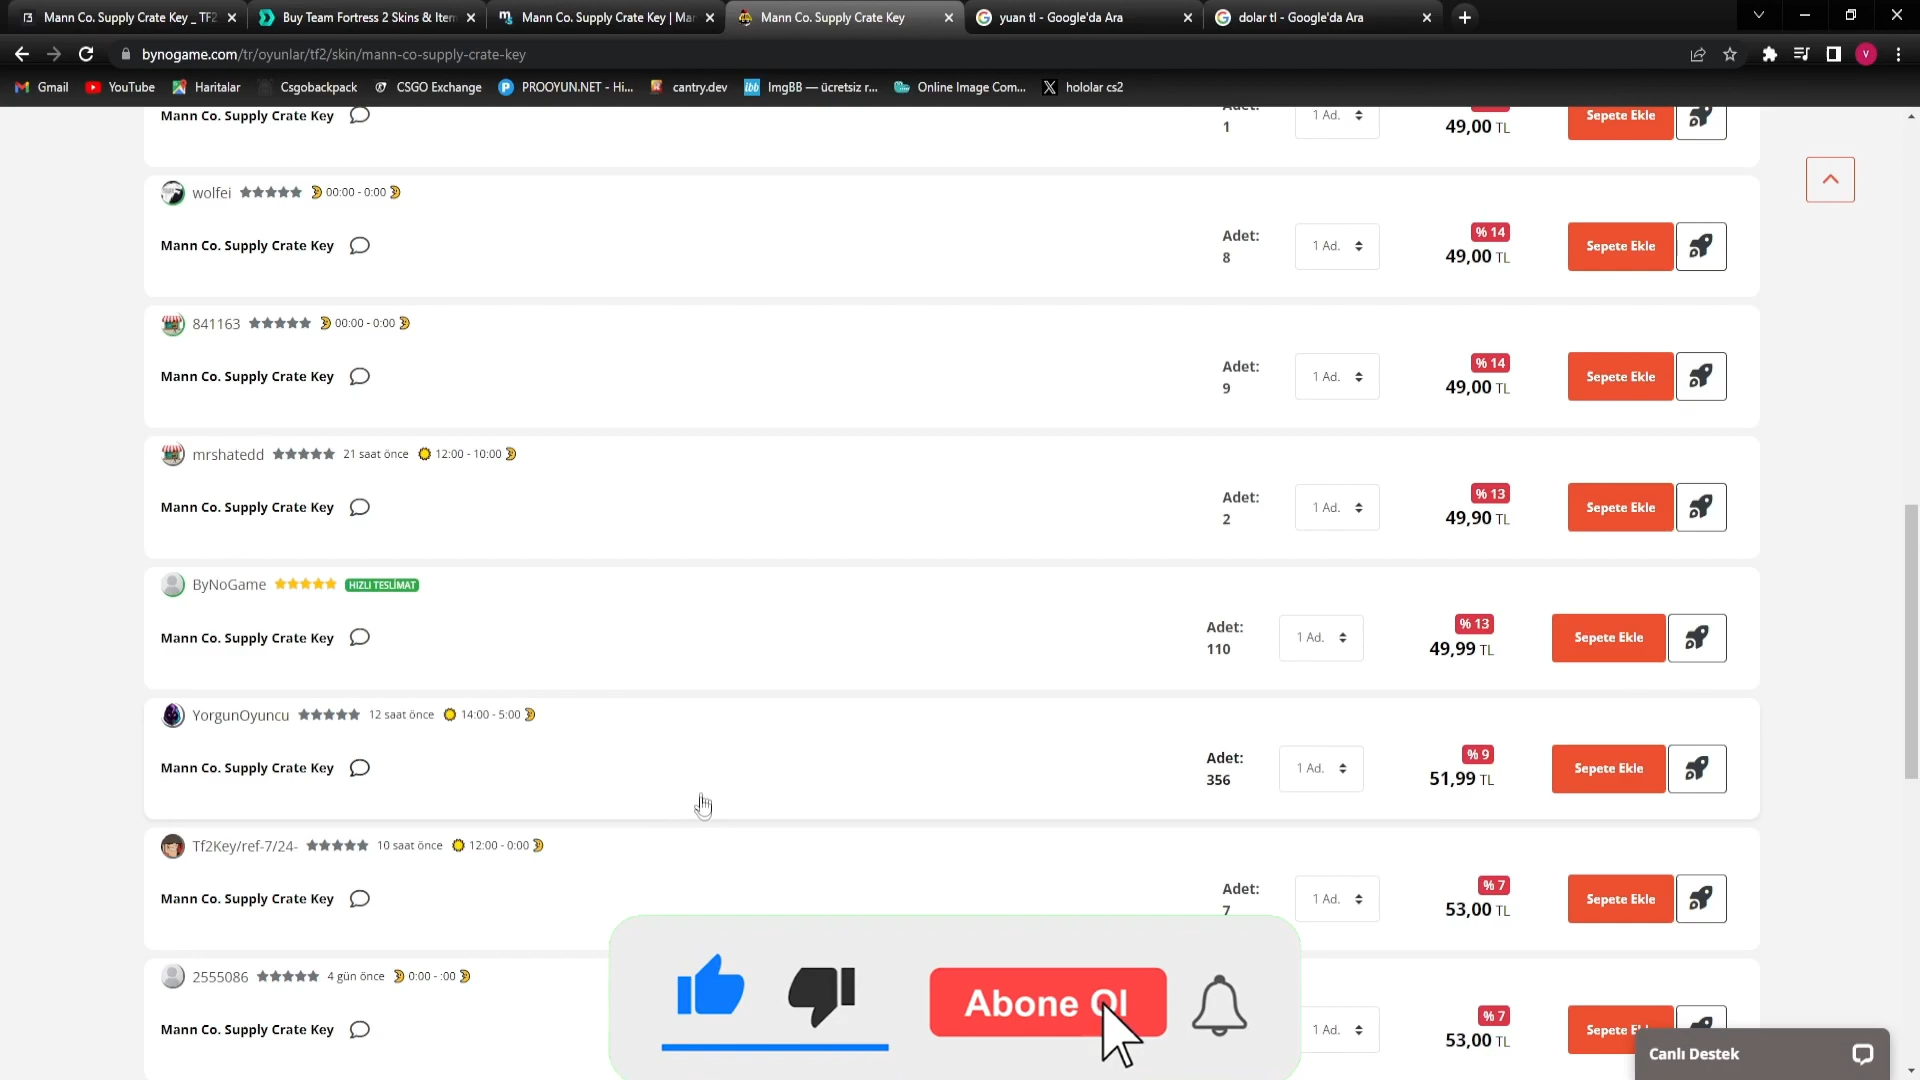 Mann Co. Supply Crate Key _ TF2
Buy Team Fortress 2 Skins & Item
Mann Co. Supply Crate Key | Mar
Mann Co. Supply Crate Key
yuan tl - Google'da Ara
dolar tl - Google'da Ara
bynogame.com/tr/oyunlar/tf2/skin/mann-co-supply-crate-key
V
Gmail YouTube Haritalar Csgobackpack CSGO Exchange PROOYUN.NET - Hi... cantry.dev ImgBB — ücretsiz r... Online Image Com... hololar cs2
Mann Co. Supply Crate Key
Adet:
1
1 Ad.
49,00 TL
Sepete Ekle
wolfei 00:00 - 0:00
Mann Co. Supply Crate Key
Adet:
8
1 Ad.
% 14
49,00 TL
Sepete Ekle
841163 00:00 - 0:00
Mann Co. Supply Crate Key
Adet:
9
1 Ad.
% 14
49,00 TL
Sepete Ekle
mrshatedd 21 saat önce 12:00 - 10:00
Mann Co. Supply Crate Key
Adet:
2
1 Ad.
% 13
49,90 TL
Sepete Ekle
ByNoGame HIZLI TESLİMAT
Mann Co. Supply Crate Key
Adet:
110
1 Ad.
% 13
49,99 TL
Sepete Ekle
YorgunOyuncu 12 saat önce 14:00 - 5:00
Mann Co. Supply Crate Key
Adet:
356
1 Ad.
% 9
51,99 TL
Sepete Ekle
Tf2Key/ref-7/24- 10 saat önce 12:00 - 0:00
Mann Co. Supply Crate Key
Adet:
7
1 Ad.
% 7
53,00 TL
Sepete Ekle
2555086 4 gün önce 0:00 - :00
Mann Co. Supply Crate Key
1 Ad.
% 7
53,00 TL
Sepete
Abone Ol
Canlı Destek